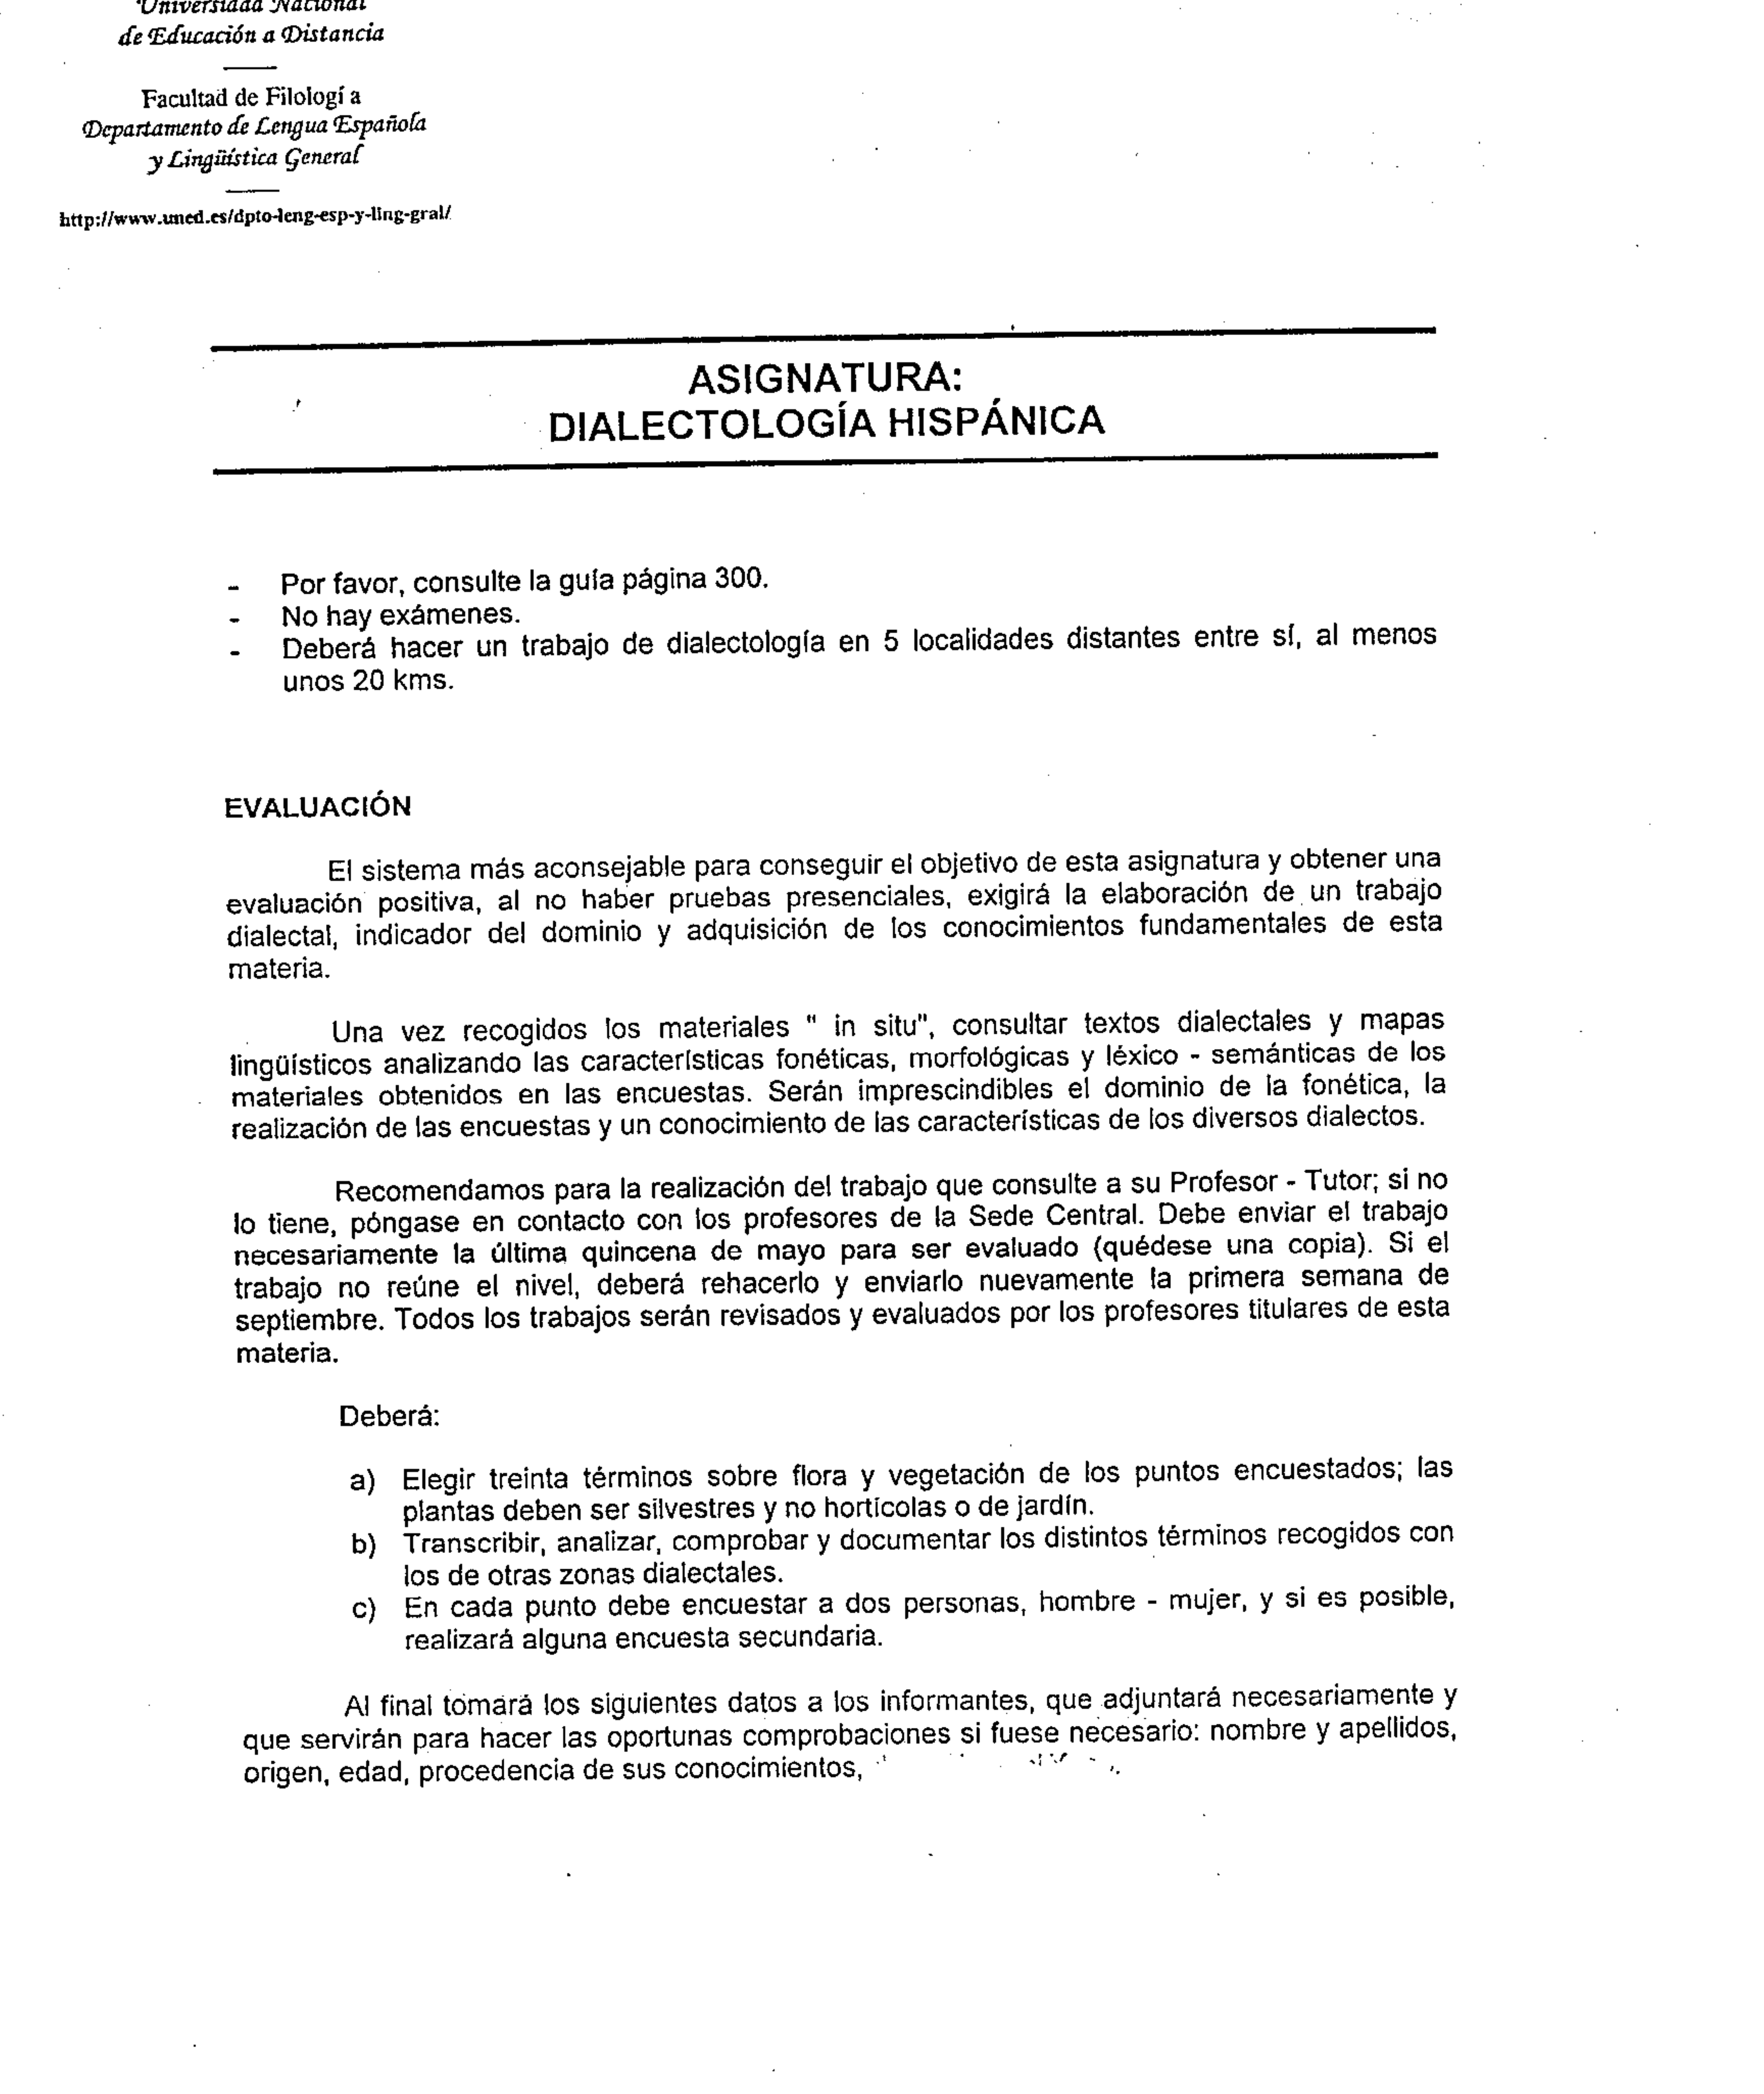 Universidad Nacional
de Educación a Distancia
Facultad de Filologí a
Departamento de Lengua Española
y Lingüística General
http://www.uned.es/dpto-leng-esp-y-ling-gral/
ASIGNATURA:
DIALECTOLOGÍA HISPÁNICA
- Por favor, consulte la guía página 300.
- No hay exámenes.
- Deberá hacer un trabajo de dialectología en 5 localidades distantes entre sí, al menos
unos 20 kms.
EVALUACIÓN
El sistema más aconsejable para conseguir el objetivo de esta asignatura y obtener una
evaluación positiva, al no haber pruebas presenciales, exigirá la elaboración de un trabajo
dialectal, indicador del dominio y adquisición de los conocimientos fundamentales de esta
materia.
Una vez recogidos los materiales " in situ", consultar textos dialectales y mapas
lingüísticos analizando las características fonéticas, morfológicas y léxico - semánticas de los
materiales obtenidos en las encuestas. Serán imprescindibles el dominio de la fonética, la
realización de las encuestas y un conocimiento de las características de los diversos dialectos.
Recomendamos para la realización del trabajo que consulte a su Profesor - Tutor; si no
lo tiene, póngase en contacto con los profesores de la Sede Central. Debe enviar el trabajo
necesariamente la última quincena de mayo para ser evaluado (quédese una copia). Si el
trabajo no reúne el nivel, deberá rehacerlo y enviarlo nuevamente la primera semana de
septiembre. Todos los trabajos serán revisados y evaluados por los profesores titulares de esta
materia.
Deberá:
a) Elegir treinta términos sobre flora y vegetación de los puntos encuestados; las
plantas deben ser silvestres y no hortícolas o de jardín.
b) Transcribir, analizar, comprobar y documentar los distintos términos recogidos con
los de otras zonas dialectales.
c) En cada punto debe encuestar a dos personas, hombre - mujer, y si es posible,
realizará alguna encuesta secundaria.
Al final tomará los siguientes datos a los informantes, que adjuntará necesariamente y
que servirán para hacer las oportunas comprobaciones si fuese necesario: nombre y apellidos,
origen, edad, procedencia de sus conocimientos,